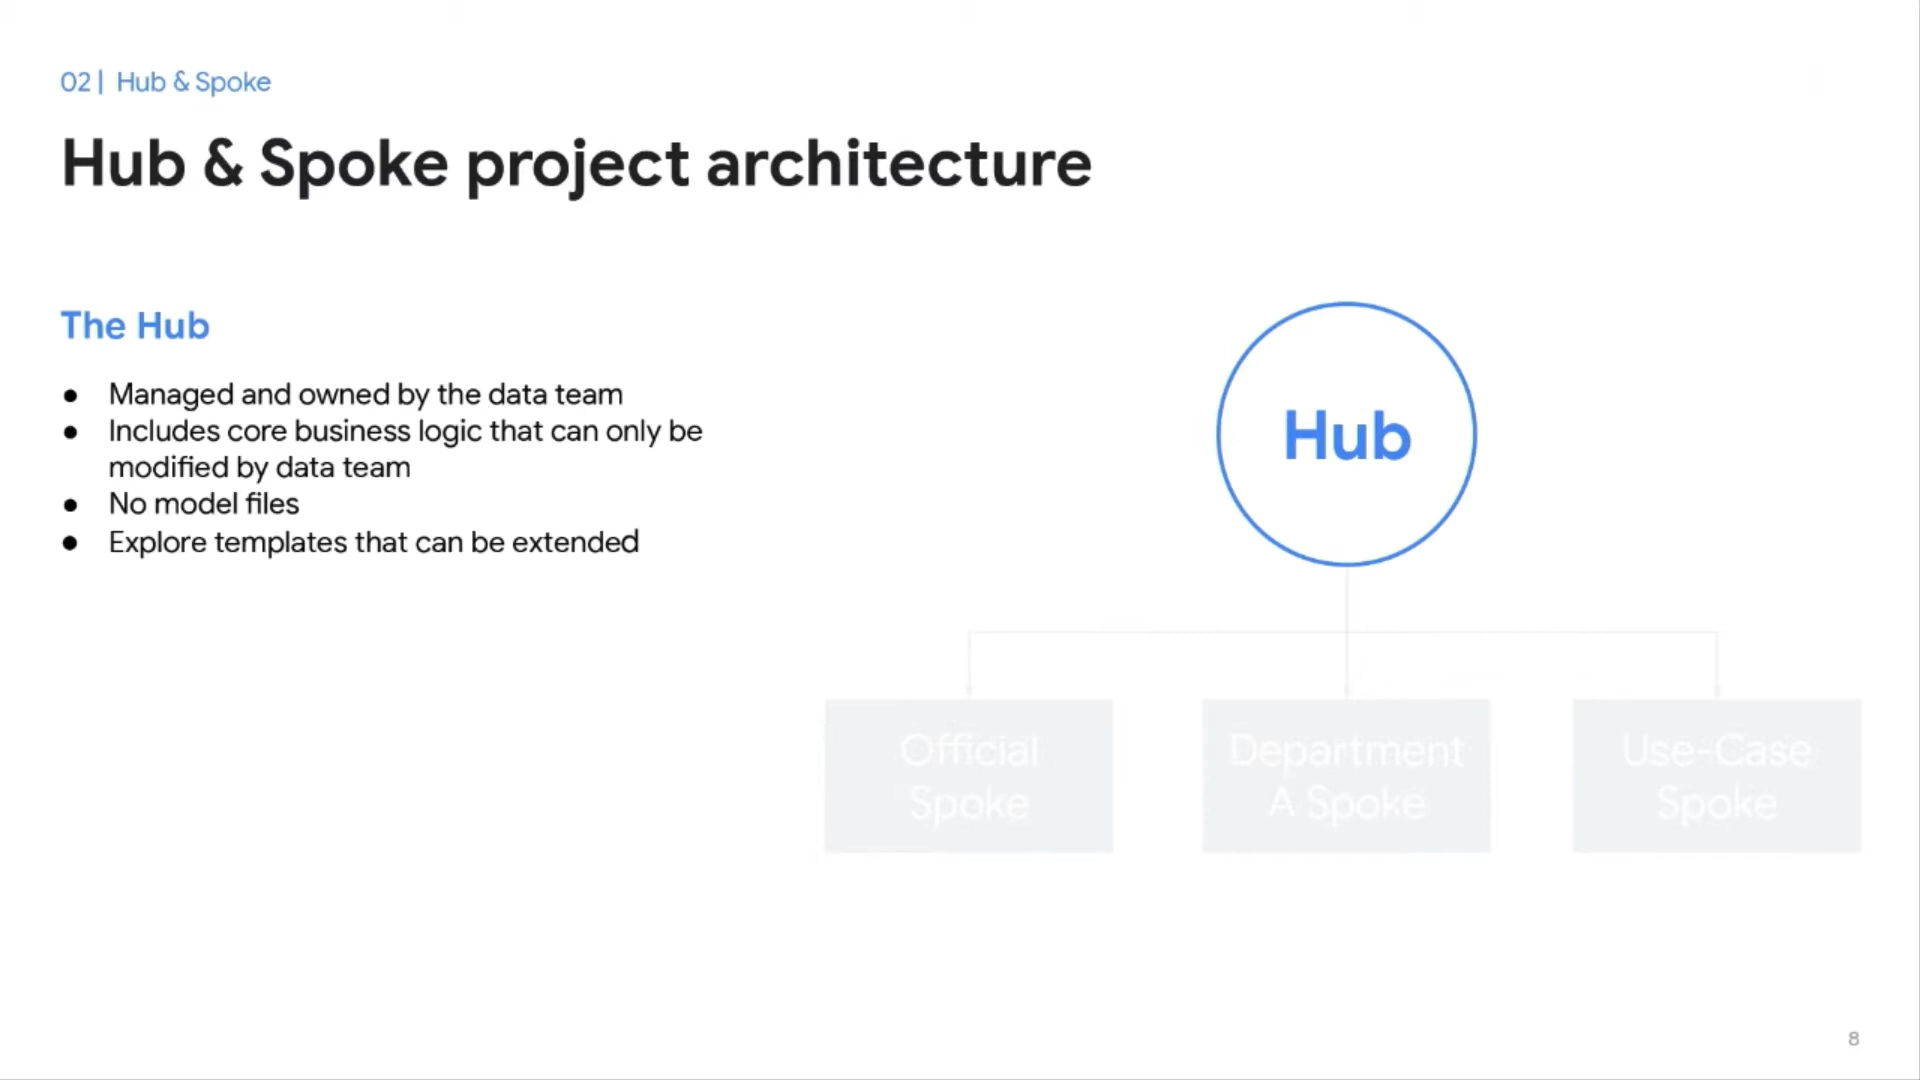 02 | Hub & Spoke
Hub & Spoke project architecture
The Hub
● Managed and owned by the data team
● Includes core business logic that can only be
modified by data team
● No model files
● Explore templates that can be extended
Hub
Official
Spoke
Department
A Spoke
Use-Case
Spoke
8